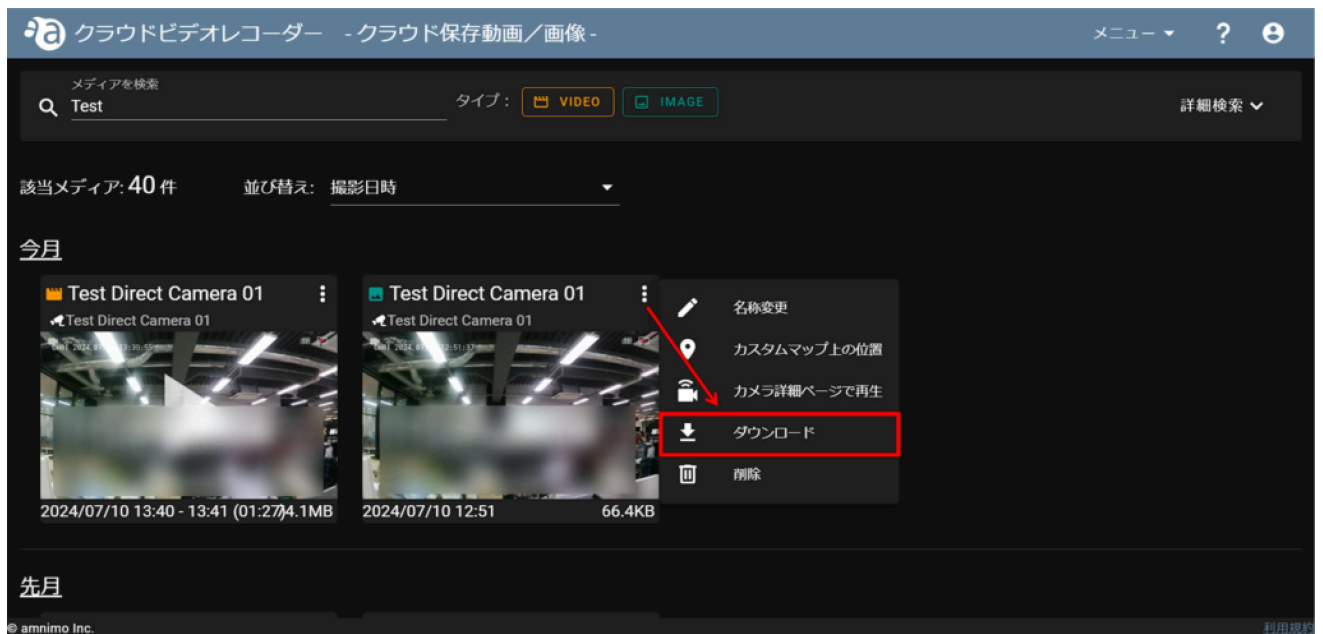 クラウドビデオレコーダー - クラウド保存動画／画像 -
メニュー
?
メディアを検索
Test
タイプ :
VIDEO
IMAGE
詳細検索
該当メディア: 40 件
並び替え: 撮影日時
今月
Test Direct Camera 01
Test Direct Camera 01
2024/07/10 13:40 - 13:41 (01:27)
4.1MB
Test Direct Camera 01
Test Direct Camera 01
2024/07/10 12:51
66.4KB
名称変更
カスタムマップ上の位置
カメラ詳細ページで再生
ダウンロード
削除
先月
© amnimo Inc.
利用規約